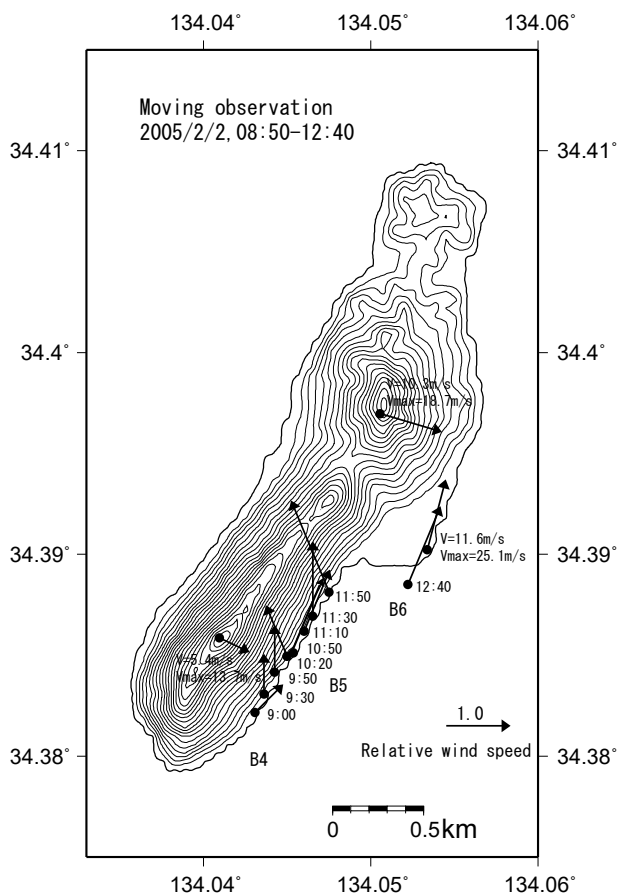 134.04° 134.05° 134.06°
Moving observation
2005/2/2,08:50-12:40
34.41°
34.41°
34.4°
34.4°
V=10.3m/s
Vmax=18.7m/s
34.39°
34.39°
V=11.6m/s
Vmax=25.1m/s
12:40
11:50
B6
11:30
11:10
10:50
10:20
V=5.4m/s
Vmax=13.7m/s
9:50
B5
9:30
9:00
1.0
Relative wind speed
34.38°
34.38°
B4
0 0.5km
134.04° 134.05° 134.06°